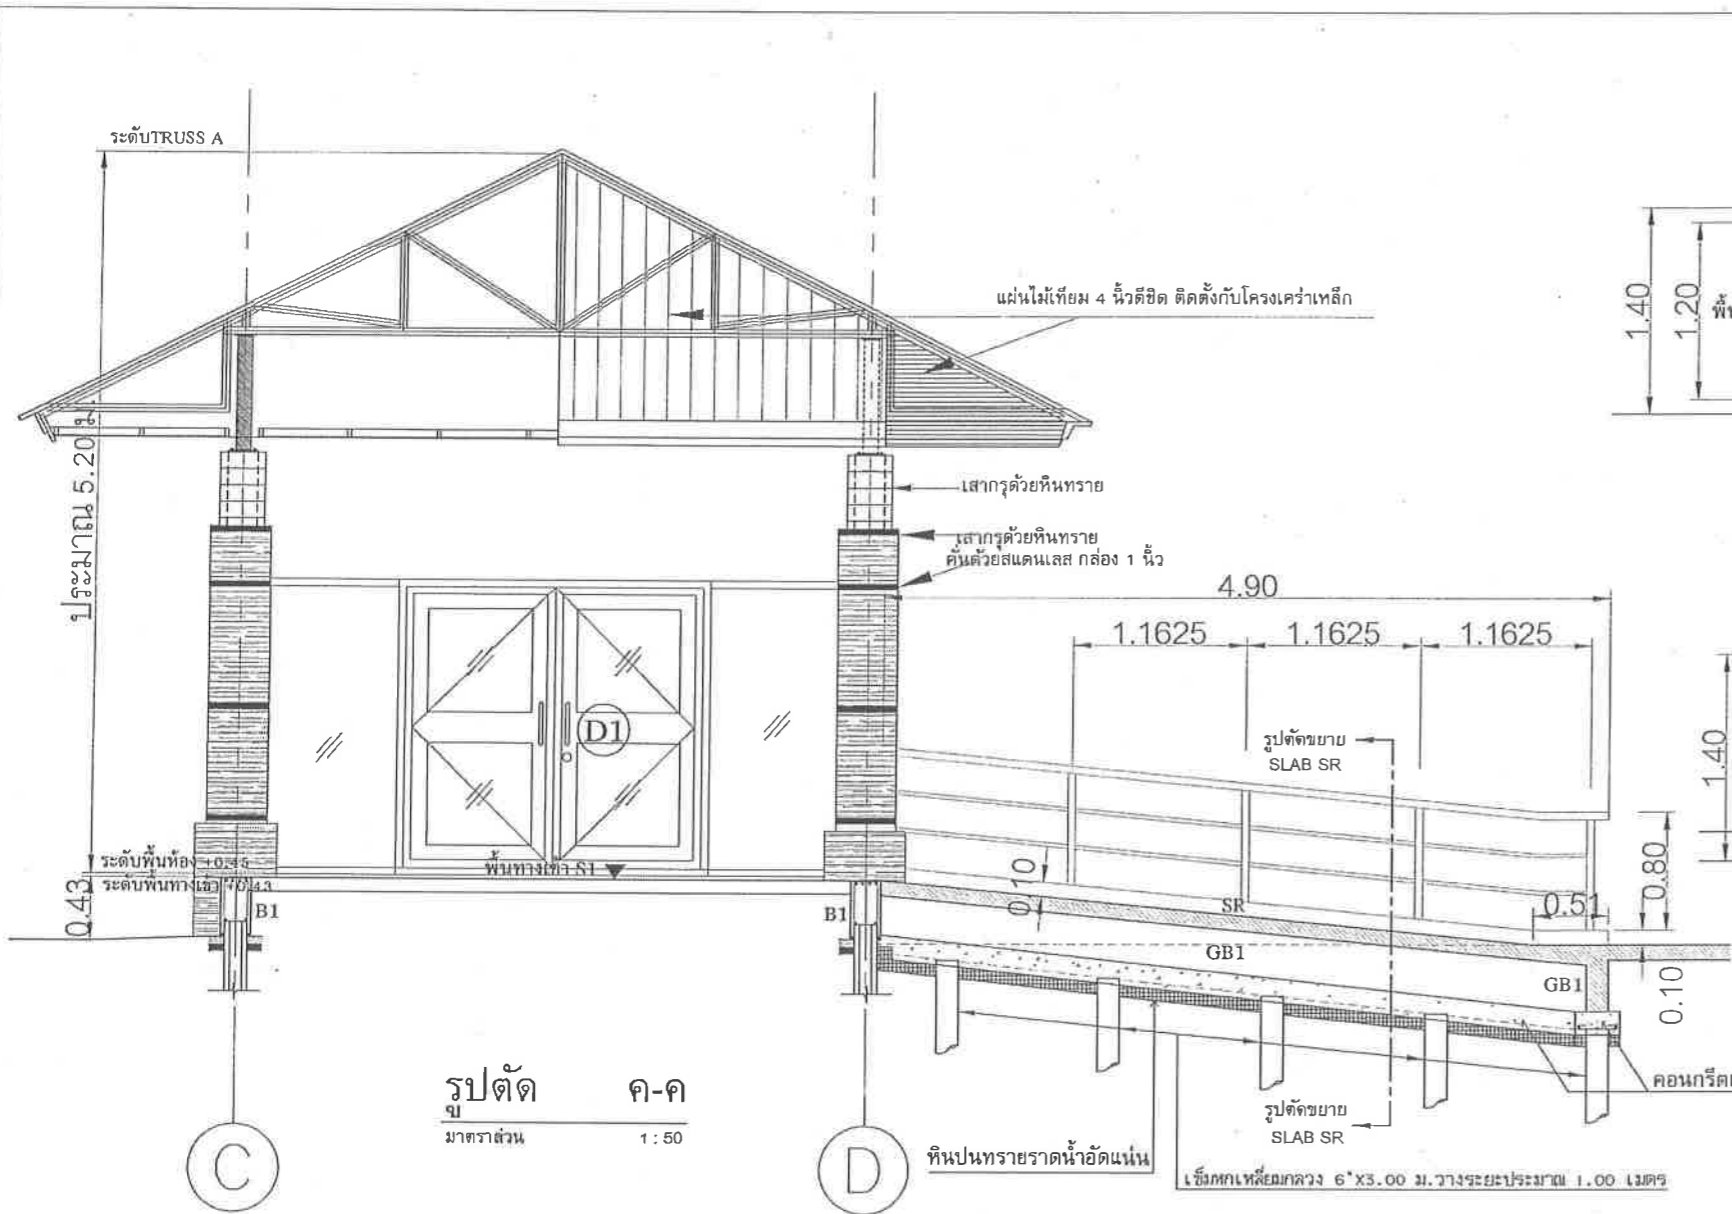 ระดับTRUSS A
แผ่นไม้เทียม 4 นิ้วตีชิด ติดตั้งกับโครงเคร่าเหล็ก
1.40
1.20
ประมาณ 5.20 ม.
เสากรุด้วยหินทราย
เสากรุด้วยหินทราย
คั่นด้วยสแตนเลส กล่อง 1 นิ้ว
4.90
1.1625
1.1625
1.1625
D1
รูปตัดขยาย
SLAB SR
1.40
ระดับพื้นห้อง +0.45
ระดับพื้นทางเข้า +0.43
พื้นทางเข้า S1
0.43
B1
B1
0.10
SR
0.51
0.80
GB1
GB1
0.10
รูปตัด ค-ค
มาตราส่วน 1 : 50
รูปตัดขยาย
SLAB SR
C
D
หินปนทรายราดน้ำอัดแน่น
เข็มหกเหลี่ยมกลวง 6"X3.00 ม.วางระยะประมาณ 1.00 เมตร